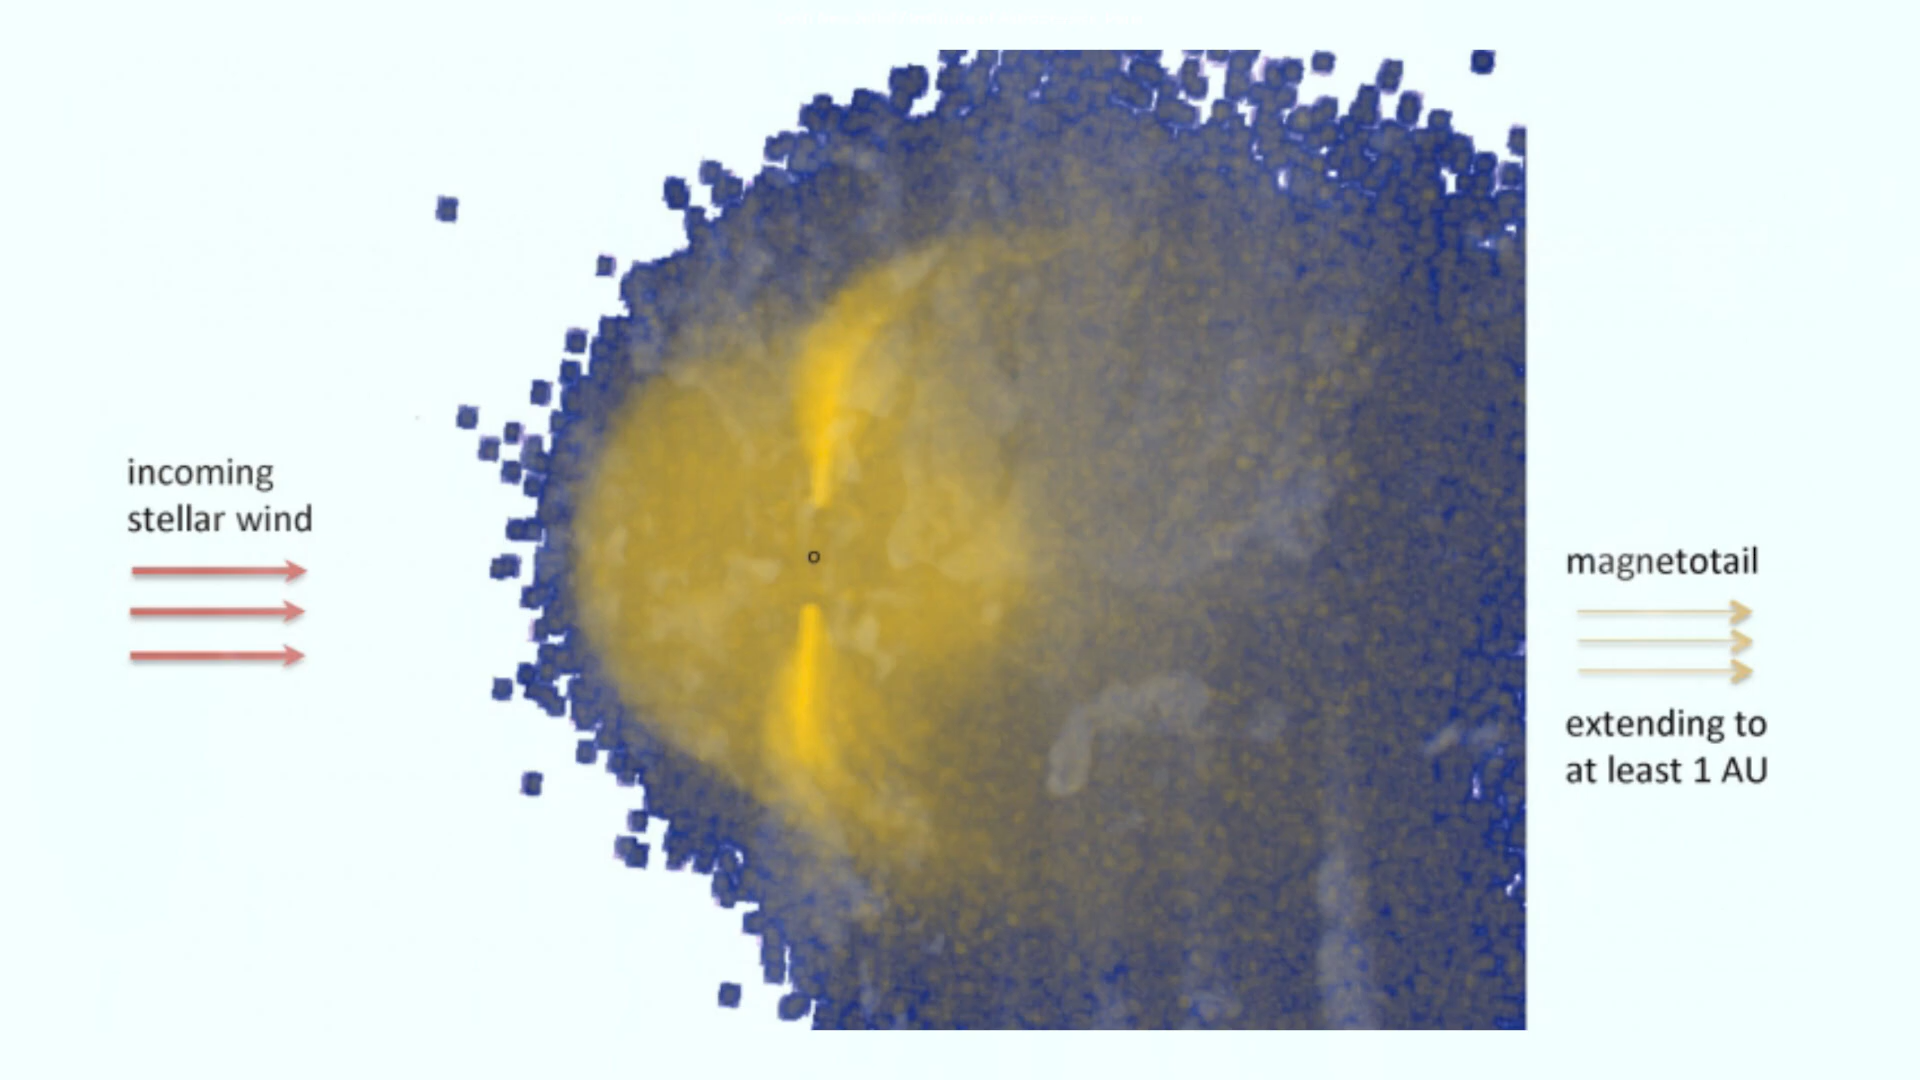 incoming
stellar wind
magnetotail
extending to
at least 1 AU